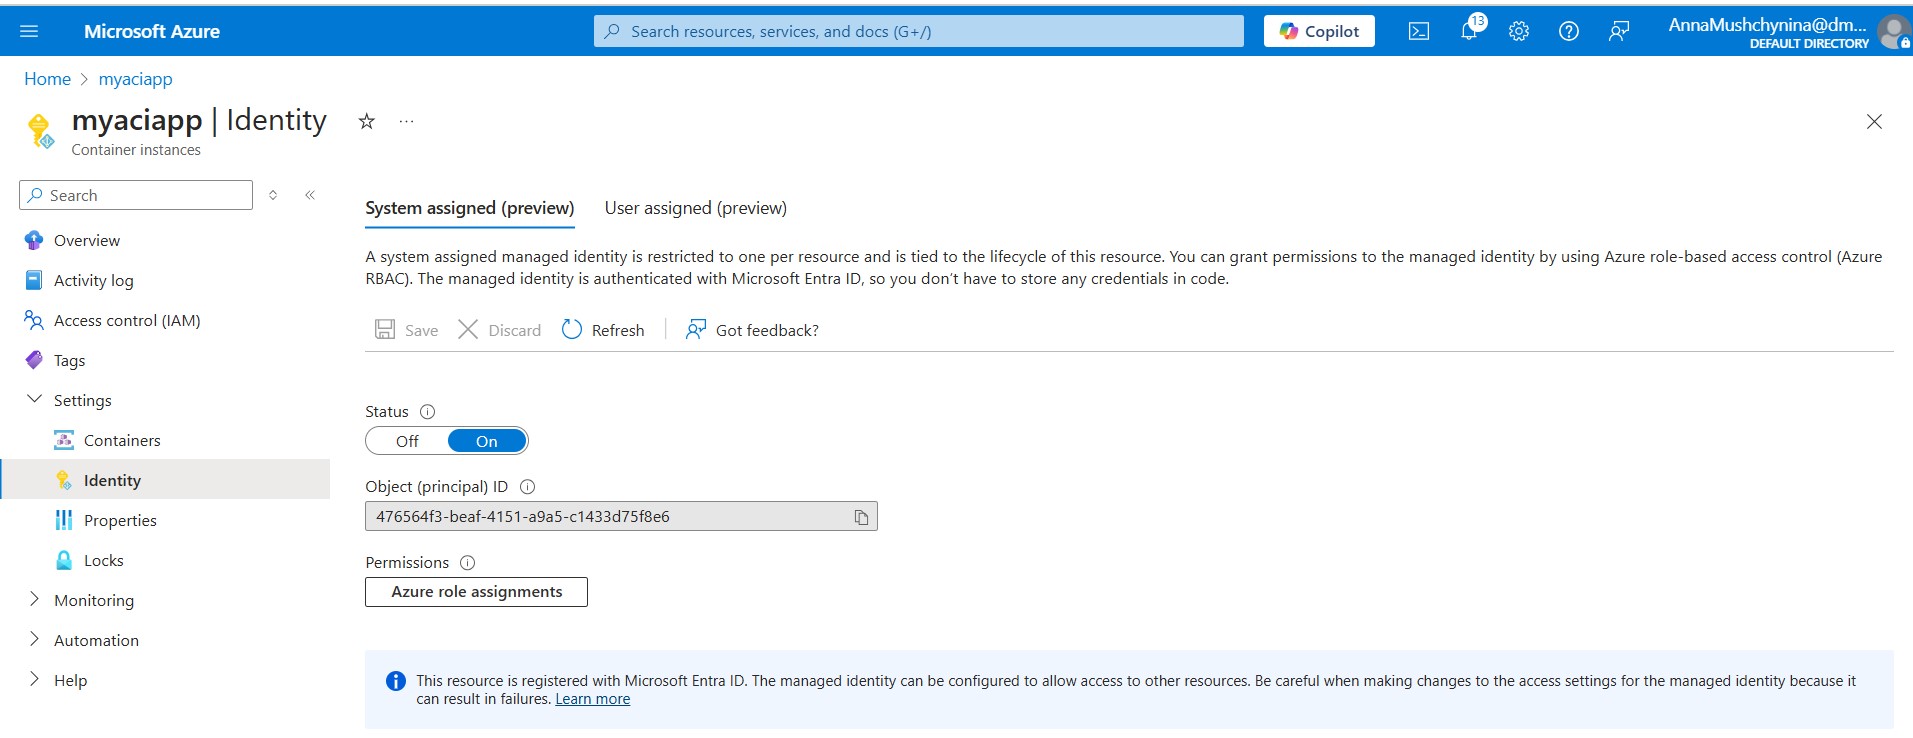 Microsoft Azure
Search resources, services, and docs (G+/)
Copilot
13
AnnaMushchynina@dm...
DEFAULT DIRECTORY
Home > myaciapp
myaciapp | Identity
Container instances
Search
Overview
Activity log
Access control (IAM)
Tags
Settings
Containers
Identity
Properties
Locks
Monitoring
Automation
Help
System assigned (preview)
User assigned (preview)
A system assigned managed identity is restricted to one per resource and is tied to the lifecycle of this resource. You can grant permissions to the managed identity by using Azure role-based access control (Azure
RBAC). The managed identity is authenticated with Microsoft Entra ID, so you don't have to store any credentials in code.
Save
Discard
Refresh
Got feedback?
Status
Off
On
Object (principal) ID
476564f3-beaf-4151-a9a5-c1433d75f8e6
Permissions
Azure role assignments
This resource is registered with Microsoft Entra ID. The managed identity can be configured to allow access to other resources. Be careful when making changes to the access settings for the managed identity because it
can result in failures. Learn more